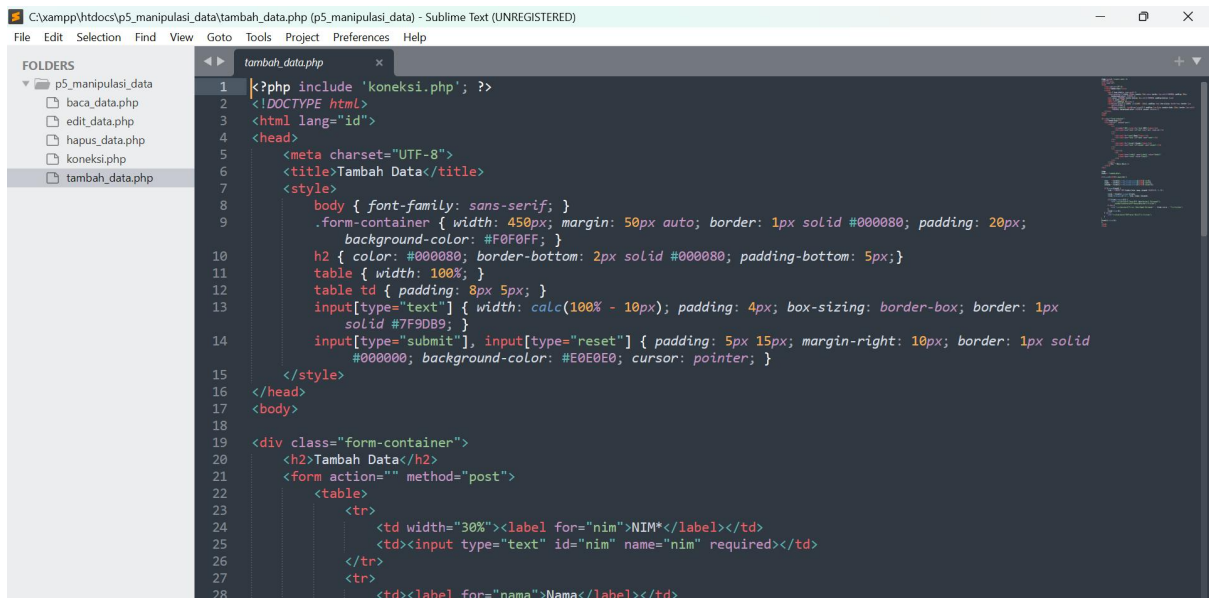 C:\xampp\htdocs\p5_manipulasi_data\tambah_data.php (p5_manipulasi_data) - Sublime Text (UNREGISTERED)
File Edit Selection Find View Goto Tools Project Preferences Help
FOLDERS
p5_manipulasi_data
baca_data.php
edit_data.php
hapus_data.php
koneksi.php
tambah_data.php
tambah_data.php
1 <?php include 'koneksi.php'; ?>
2 <!DOCTYPE html>
3 <html lang="id">
4 <head>
5 <meta charset="UTF-8">
6 <title>Tambah Data</title>
7 <style>
8 body { font-family: sans-serif; }
9 .form-container { width: 450px; margin: 50px auto; border: 1px solid #000080; padding: 20px;
background-color: #F0F0FF; }
10 h2 { color: #000080; border-bottom: 2px solid #000080; padding-bottom: 5px;}
11 table { width: 100%; }
12 table td { padding: 8px 5px; }
13 input[type="text"] { width: calc(100% - 10px); padding: 4px; box-sizing: border-box; border: 1px
solid #7F9DB9; }
14 input[type="submit"], input[type="reset"] { padding: 5px 15px; margin-right: 10px; border: 1px solid
#000000; background-color: #E0E0E0; cursor: pointer; }
15 </style>
16 </head>
17 <body>
18
19 <div class="form-container">
20 <h2>Tambah Data</h2>
21 <form action="" method="post">
22 <table>
23 <tr>
24 <td width="30%"><label for="nim">NIM*</label></td>
25 <td><input type="text" id="nim" name="nim" required></td>
26 </tr>
27 <tr>
28 <td><label for="nama">Nama</label></td>